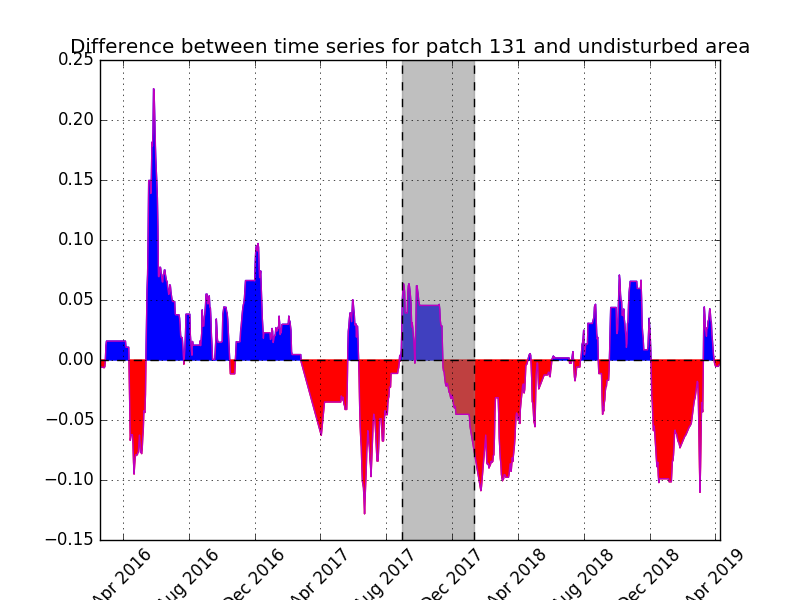 Difference between time series for patch 131 and undisturbed area
0.25
0.20
0.15
0.10
0.05
0.00
−0.05
−0.10
−0.15
Apr 2016
Aug 2016
Dec 2016
Apr 2017
Aug 2017
Dec 2017
Apr 2018
Aug 2018
Dec 2018
Apr 2019